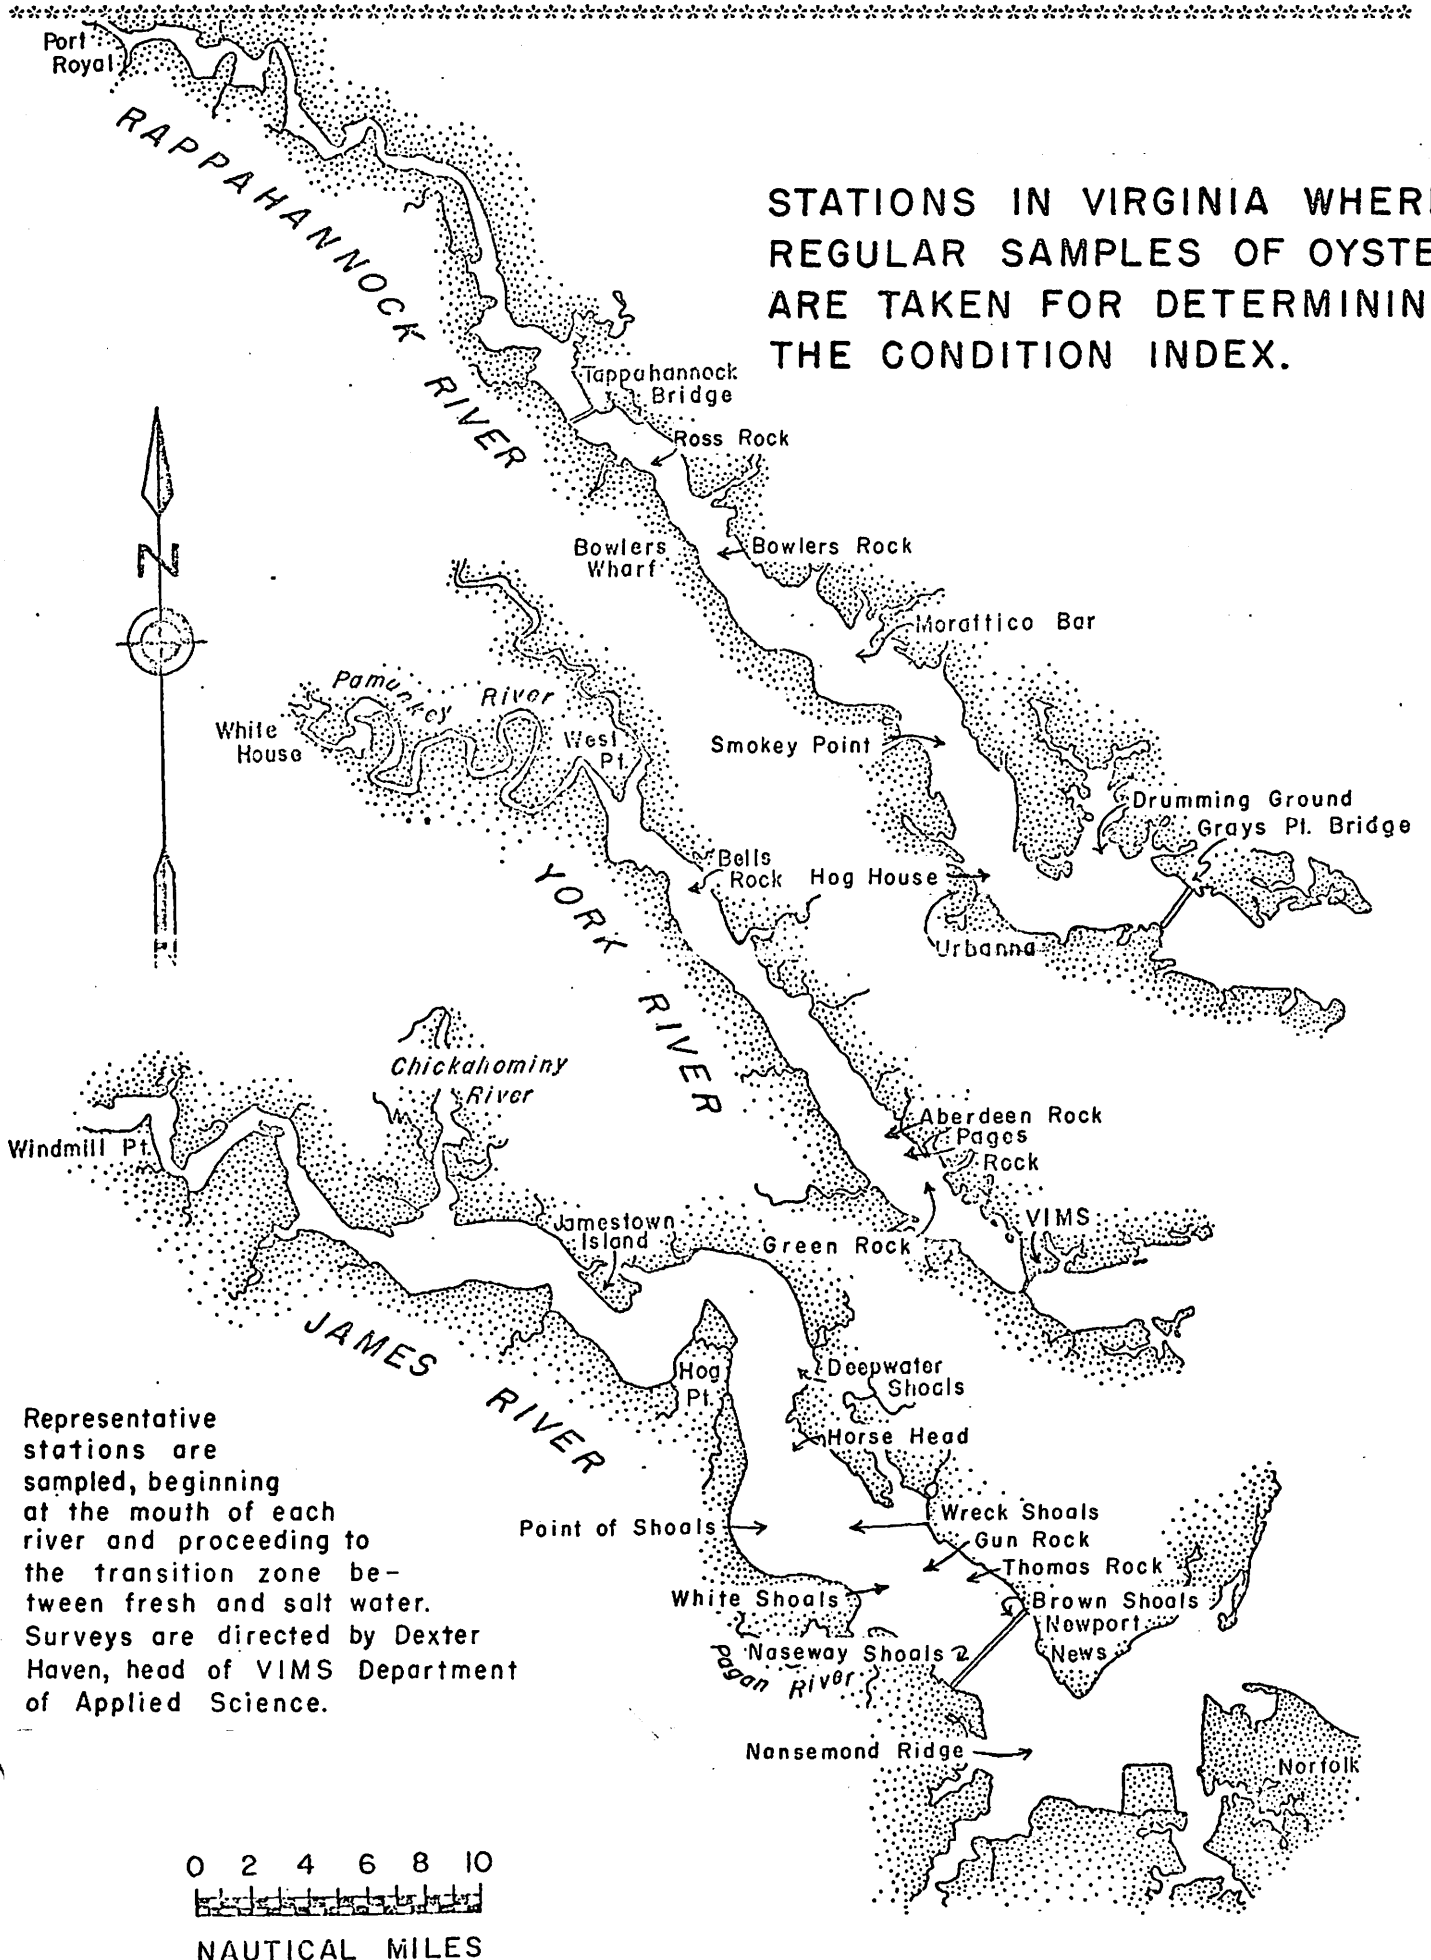 Port
Royal
RAPPAHANNOCK RIVER
STATIONS IN VIRGINIA WHER
REGULAR SAMPLES OF OYSTE
ARE TAKEN FOR DETERMININ
THE CONDITION INDEX.
Tappahannock
Bridge
Ross Rock
N
Bowlers
Wharf
Bowlers Rock
Morattico Bar
Pamunkey River
White
House
West
Pt.
Smokey Point
Drumming Ground
Grays Pt. Bridge
Bells
Rock
Hog House
Urbanna
YORK RIVER
Chickahominy
River
Windmill Pt.
Aberdeen Rock
Pages
Rock
Jamestown
Island
Green Rock
VIMS
JAMES RIVER
Hog
Pt.
Deepwater
Shoals
Horse Head
Representative
stations are
sampled, beginning
at the mouth of each
river and proceeding to
the transition zone be-
tween fresh and salt water.
Surveys are directed by Dexter
Haven, head of VIMS Department
of Applied Science.
Point of Shoals
Wreck Shoals
Gun Rock
Thomas Rock
White Shoals
Brown Shoals
Newport
News
Naseway Shoals
Pagan River
Nansemond Ridge
Norfolk
0 2 4 6 8 10
NAUTICAL MILES